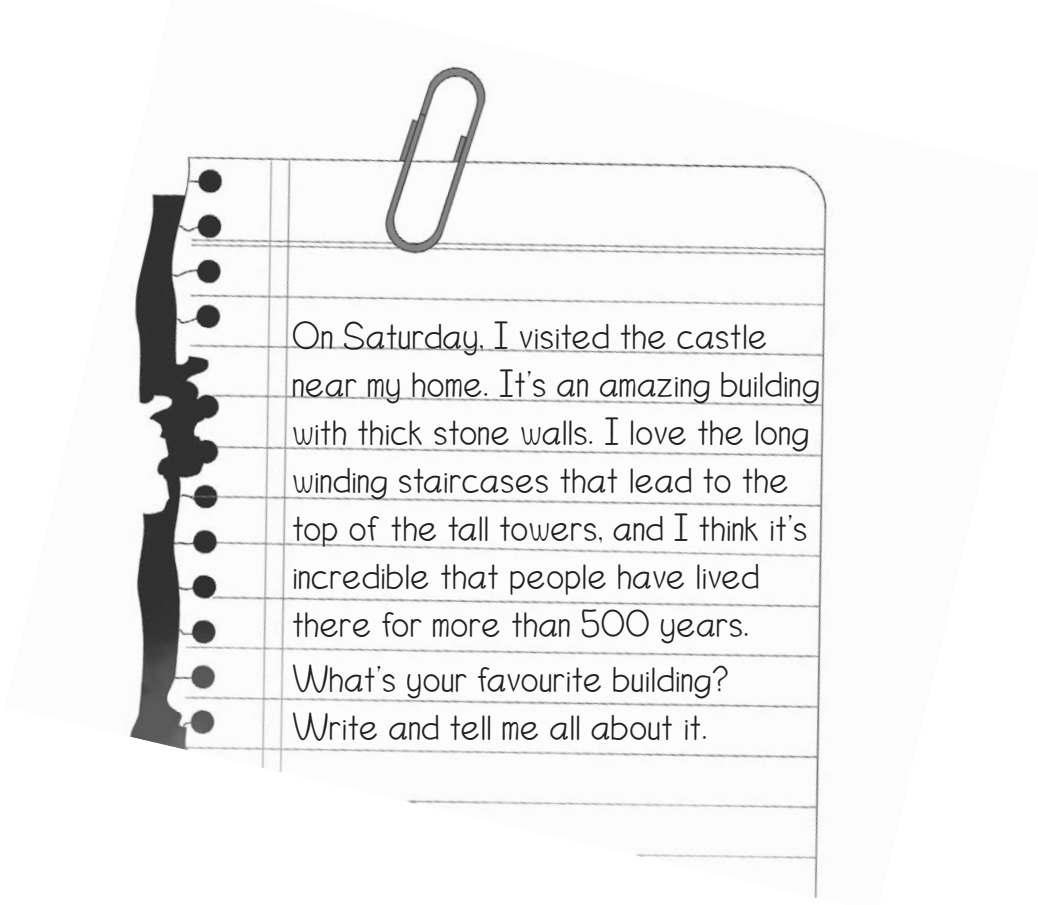 On Saturday, I visited the castle
near my home. It's an amazing building
with thick stone walls. I love the long
winding staircases that lead to the
top of the tall towers, and I think it's
incredible that people have lived
there for more than 500 years.
What's your favourite building?
Write and tell me all about it.